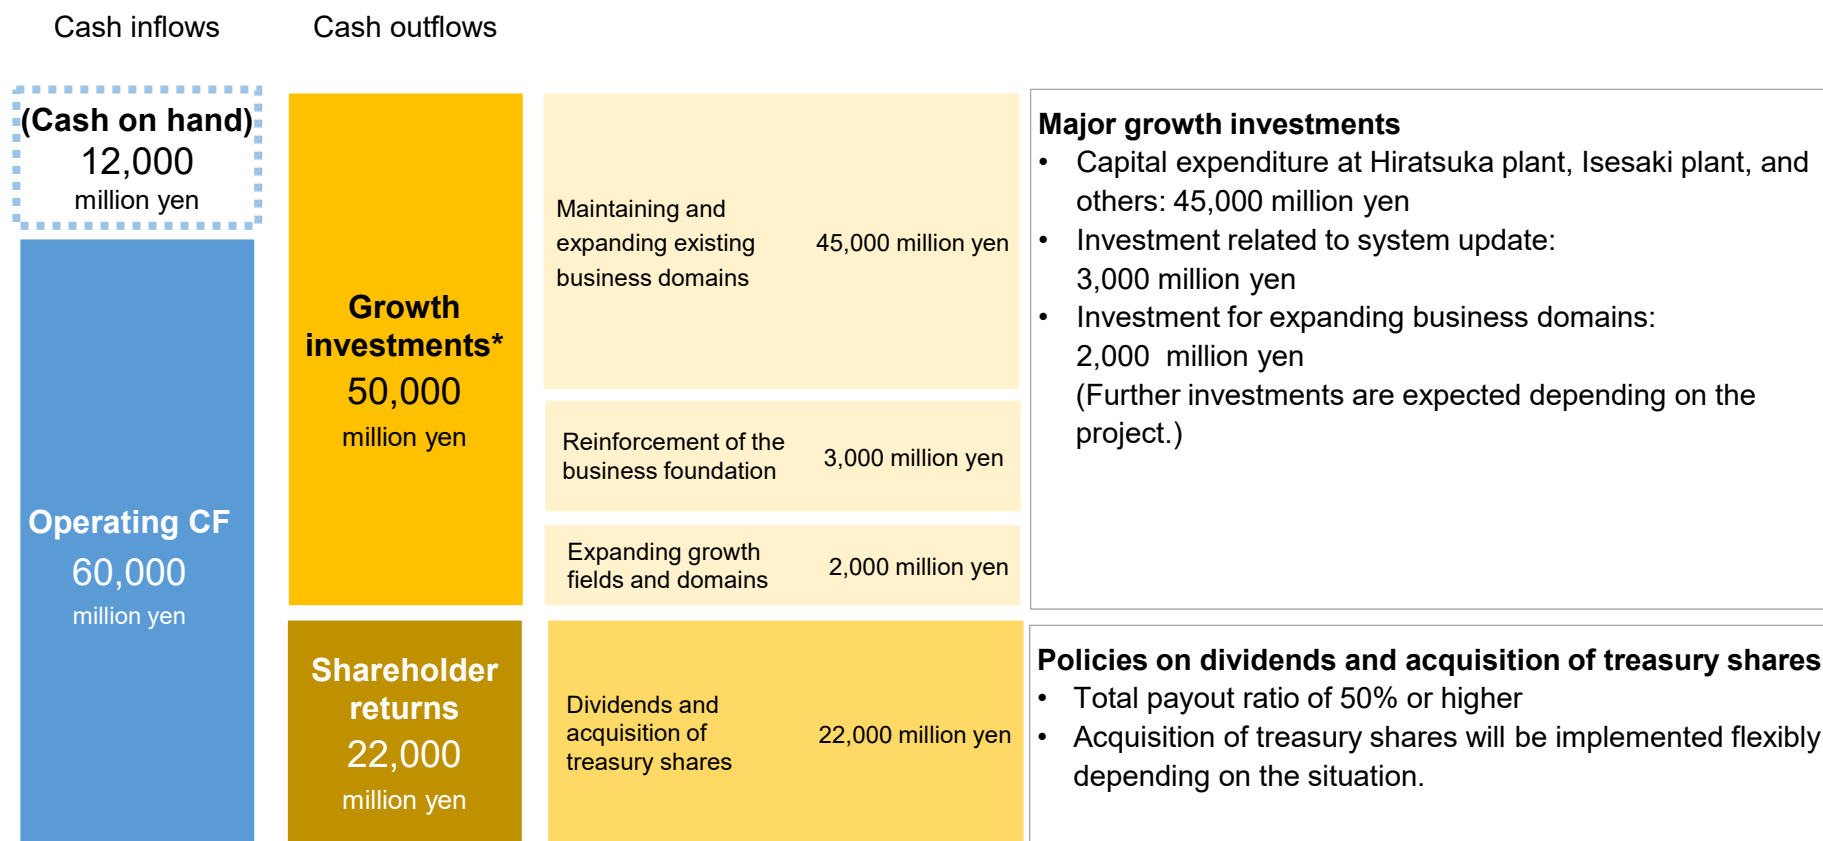 Cash inflows
Cash outflows
(Cash on hand)
12,000
million yen
Operating CF
60,000
million yen
Growth
investments*
50,000
million yen
Shareholder
returns
22,000
million yen
Maintaining and
expanding existing
business domains
45,000 million yen
Reinforcement of the
business foundation
3,000 million yen
Expanding growth
fields and domains
2,000 million yen
Dividends and
acquisition of
treasury shares
22,000 million yen
Major growth investments
• Capital expenditure at Hiratsuka plant, Isesaki plant, and
others: 45,000 million yen
• Investment related to system update:
3,000 million yen
• Investment for expanding business domains:
2,000 million yen
(Further investments are expected depending on the
project.)
Policies on dividends and acquisition of treasury shares
• Total payout ratio of 50% or higher
• Acquisition of treasury shares will be implemented flexibly
depending on the situation.